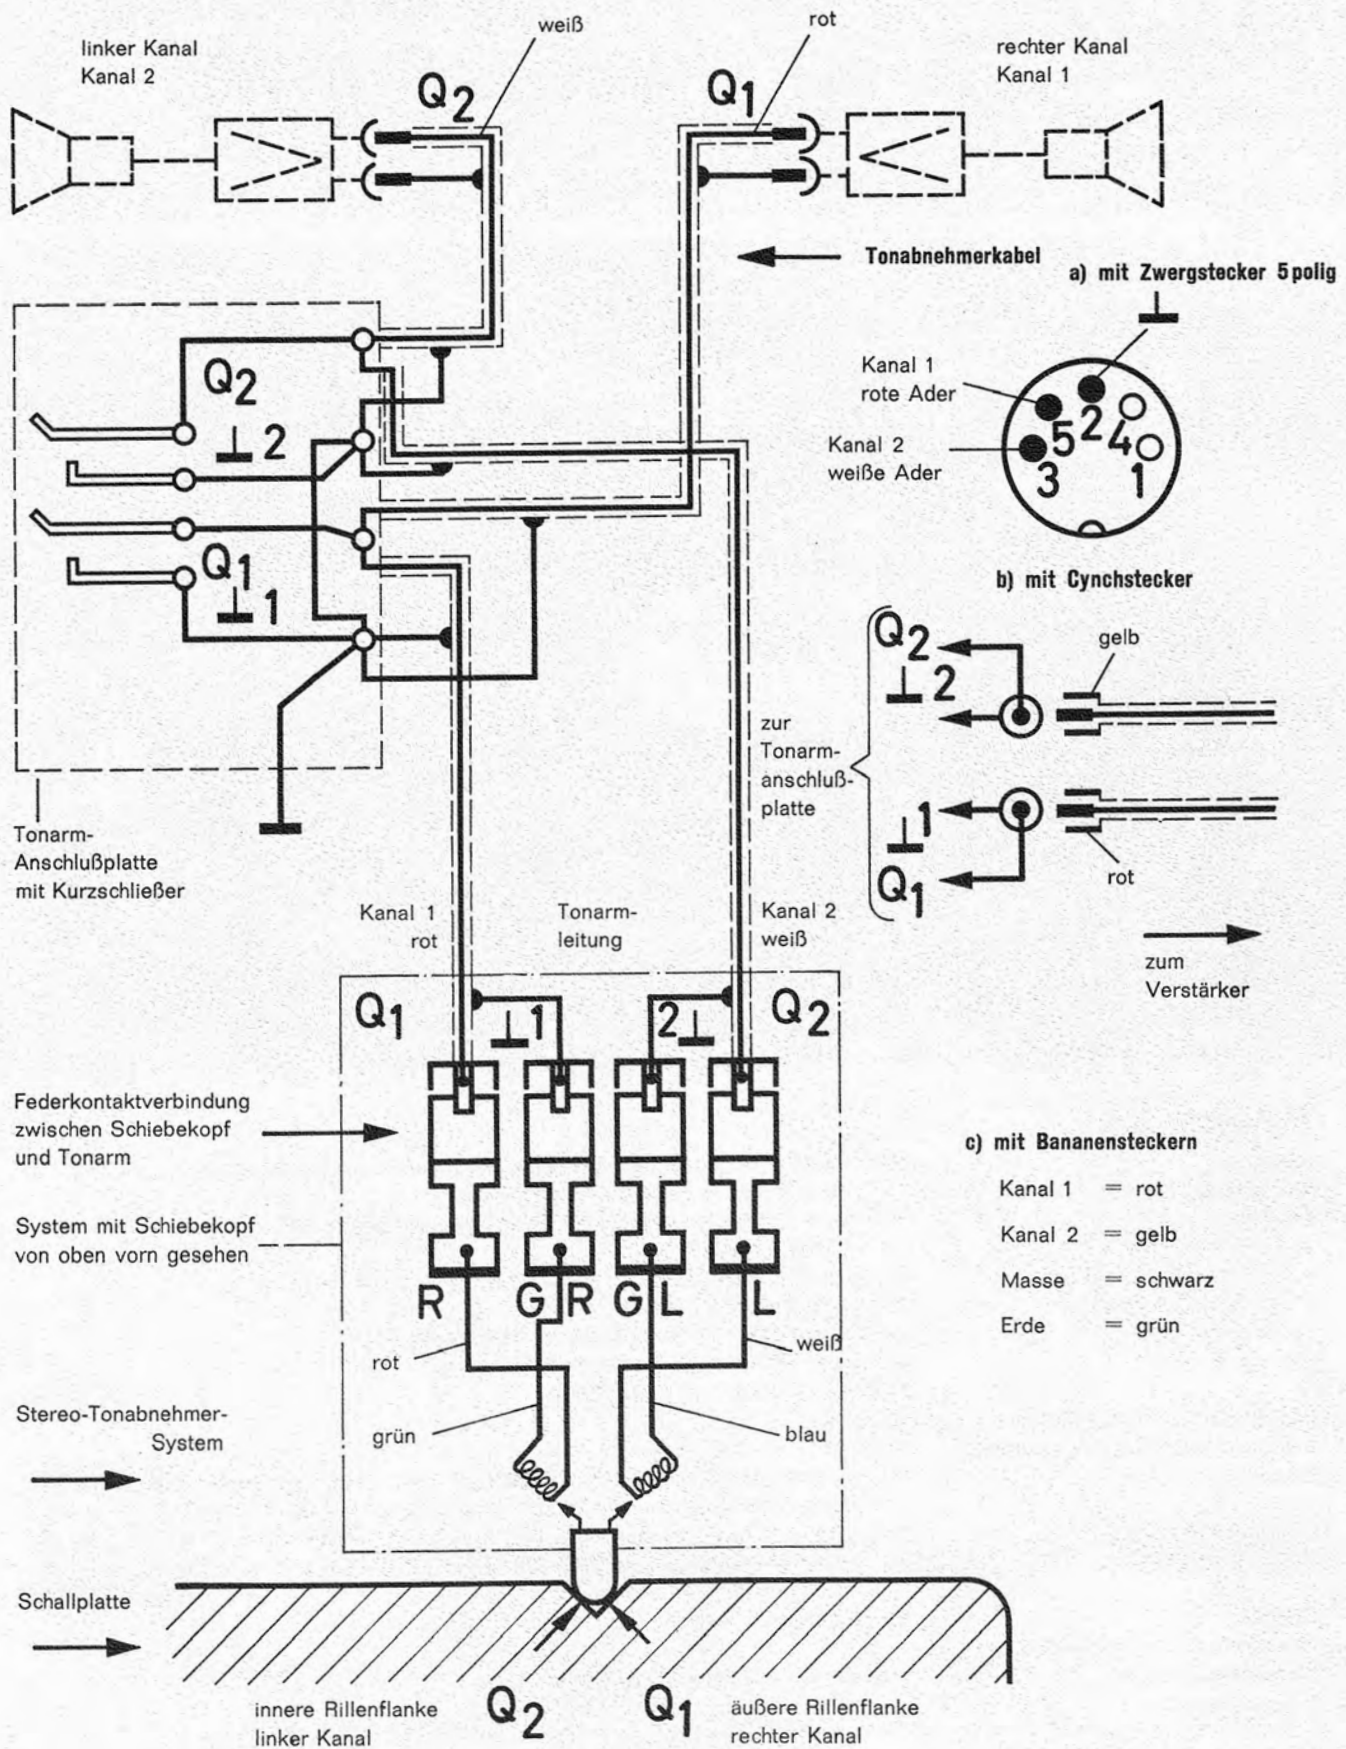 linker Kanal
Kanal 2
Q2
weiß
Q1
rot
rechter Kanal
Kanal 1
Tonabnehmerkabel
a) mit Zwergstecker 5polig
Kanal 1
rote Ader
Kanal 2
weiße Ader
5 2 4
3 1
Q2
2
Q1
1
b) mit Cynchstecker
Q2
2
gelb
zur
Tonarm-
anschluß-
platte
1
Q1
rot
zum
Verstärker
Tonarm-
Anschlußplatte
mit Kurzschließer
Kanal 1
rot
Tonarm-
leitung
Kanal 2
weiß
Q1
1
2
Q2
Federkontaktverbindung
zwischen Schiebekopf
und Tonarm
System mit Schiebekopf
von oben vorn gesehen
R G R G L L
rot
weiß
grün
blau
c) mit Bananensteckern
Kanal 1 = rot
Kanal 2 = gelb
Masse = schwarz
Erde = grün
Stereo-Tonabnehmer-
System
Schallplatte
innere Rillenflanke
linker Kanal
Q2
Q1
äußere Rillenflanke
rechter Kanal